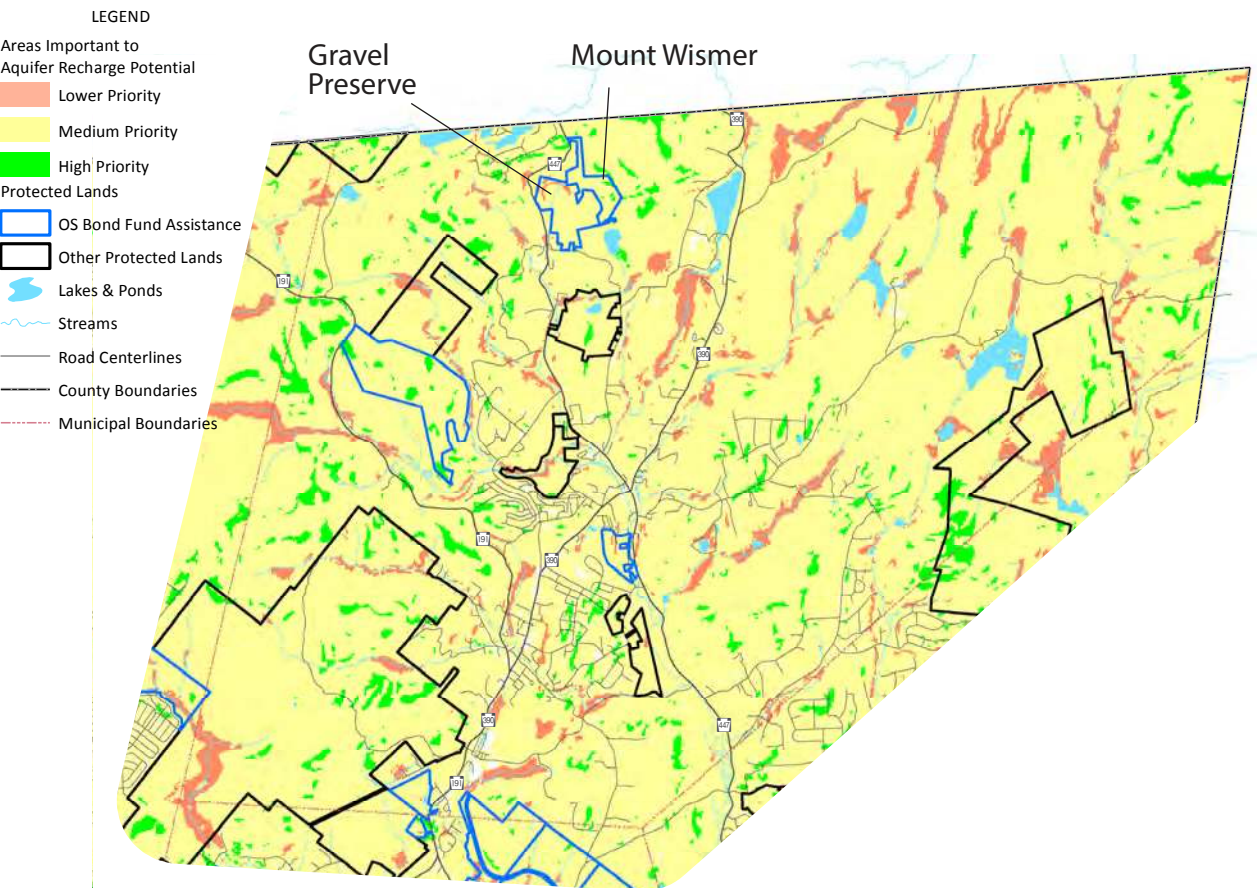 LEGEND
Areas Important to
Aquifer Recharge Potential
Lower Priority
Medium Priority
High Priority
Protected Lands
OS Bond Fund Assistance
Other Protected Lands
Lakes & Ponds
Streams
Road Centerlines
County Boundaries
Municipal Boundaries
Gravel
Preserve
Mount Wismer
390
447
191
390
191
390
390
447
191